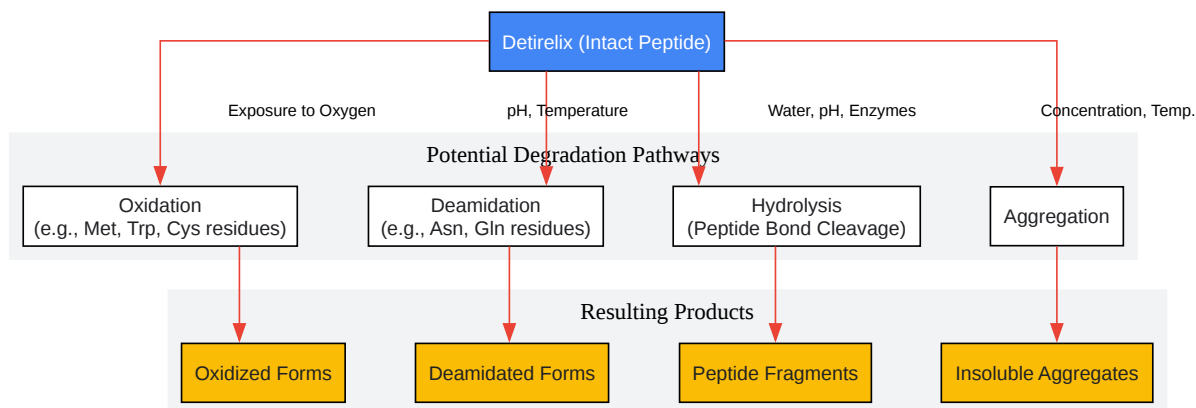 Detirelix (Intact Peptide)
Exposure to Oxygen
pH, Temperature
Water, pH, Enzymes
Concentration, Temp.
Potential Degradation Pathways
Oxidation
(e.g., Met, Trp, Cys residues)
Deamidation
(e.g., Asn, Gln residues)
Hydrolysis
(Peptide Bond Cleavage)
Aggregation
Resulting Products
Oxidized Forms
Deamidated Forms
Peptide Fragments
Insoluble Aggregates